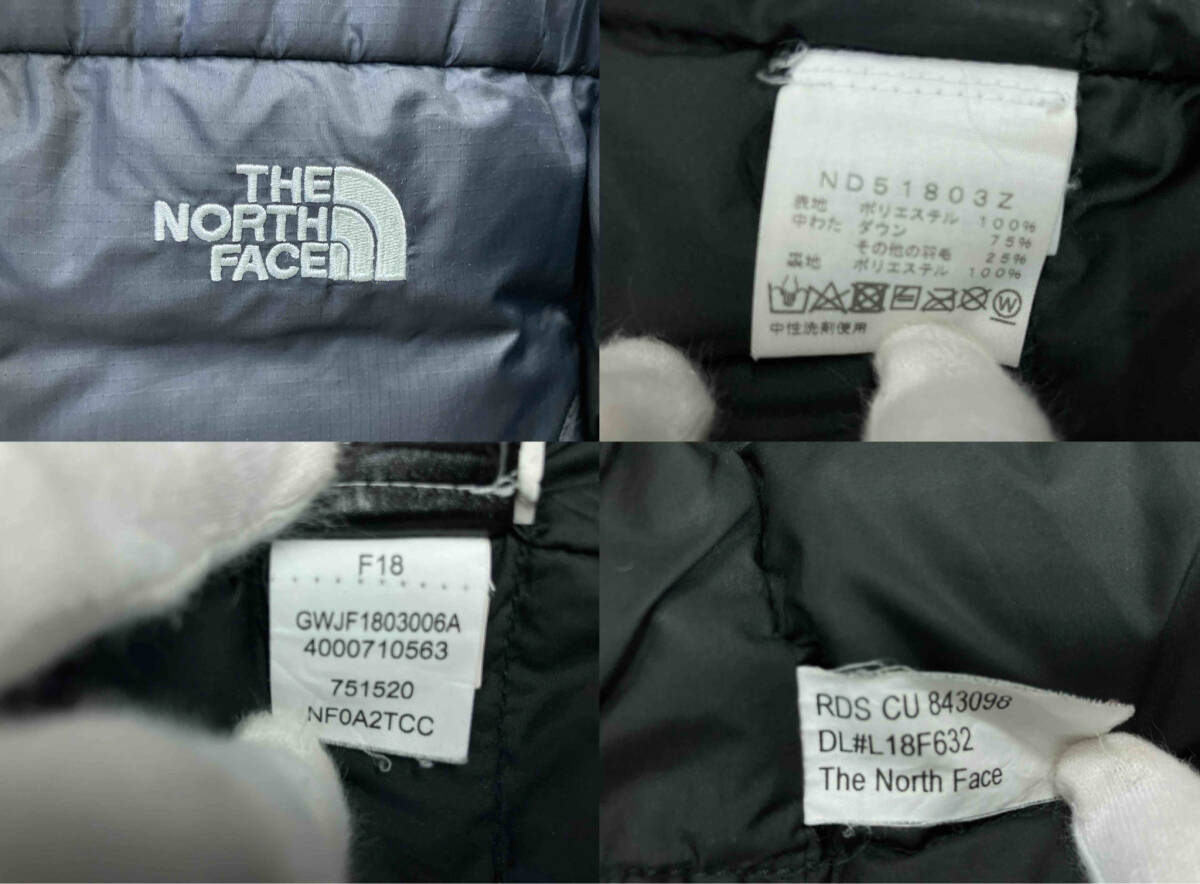 THE
NORTH
FACE
ND51803Z
表地 ポリエステル 100%
中わた ダウン 75%
その他の羽毛 25%
裏地 ポリエステル 100%
W
中性洗剤使用
F18
GWJF1803006A
4000710563
751520
NF0A2TCC
RDS CU 843098
DL#L18F632
The North Face